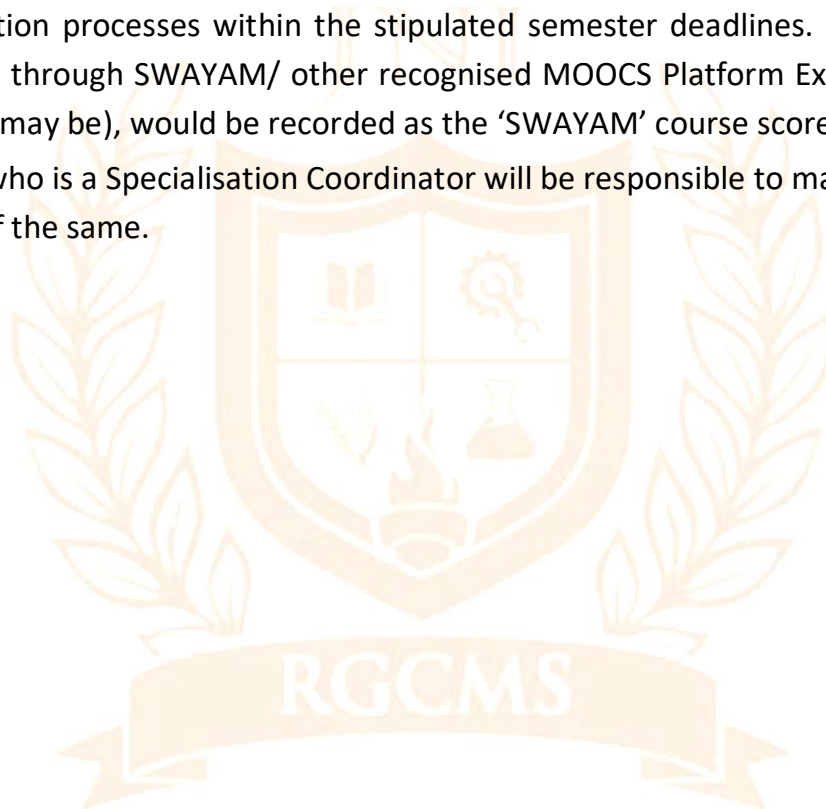 JNJ
tion processes within the stipulated semester deadlines.
through SWAYAM/ other recognised MOOCS Platform Ex
may be), would be recorded as the ‘SWAYAM’ course score
who is a Specialisation Coordinator will be responsible to ma
f the same.
RGCMS